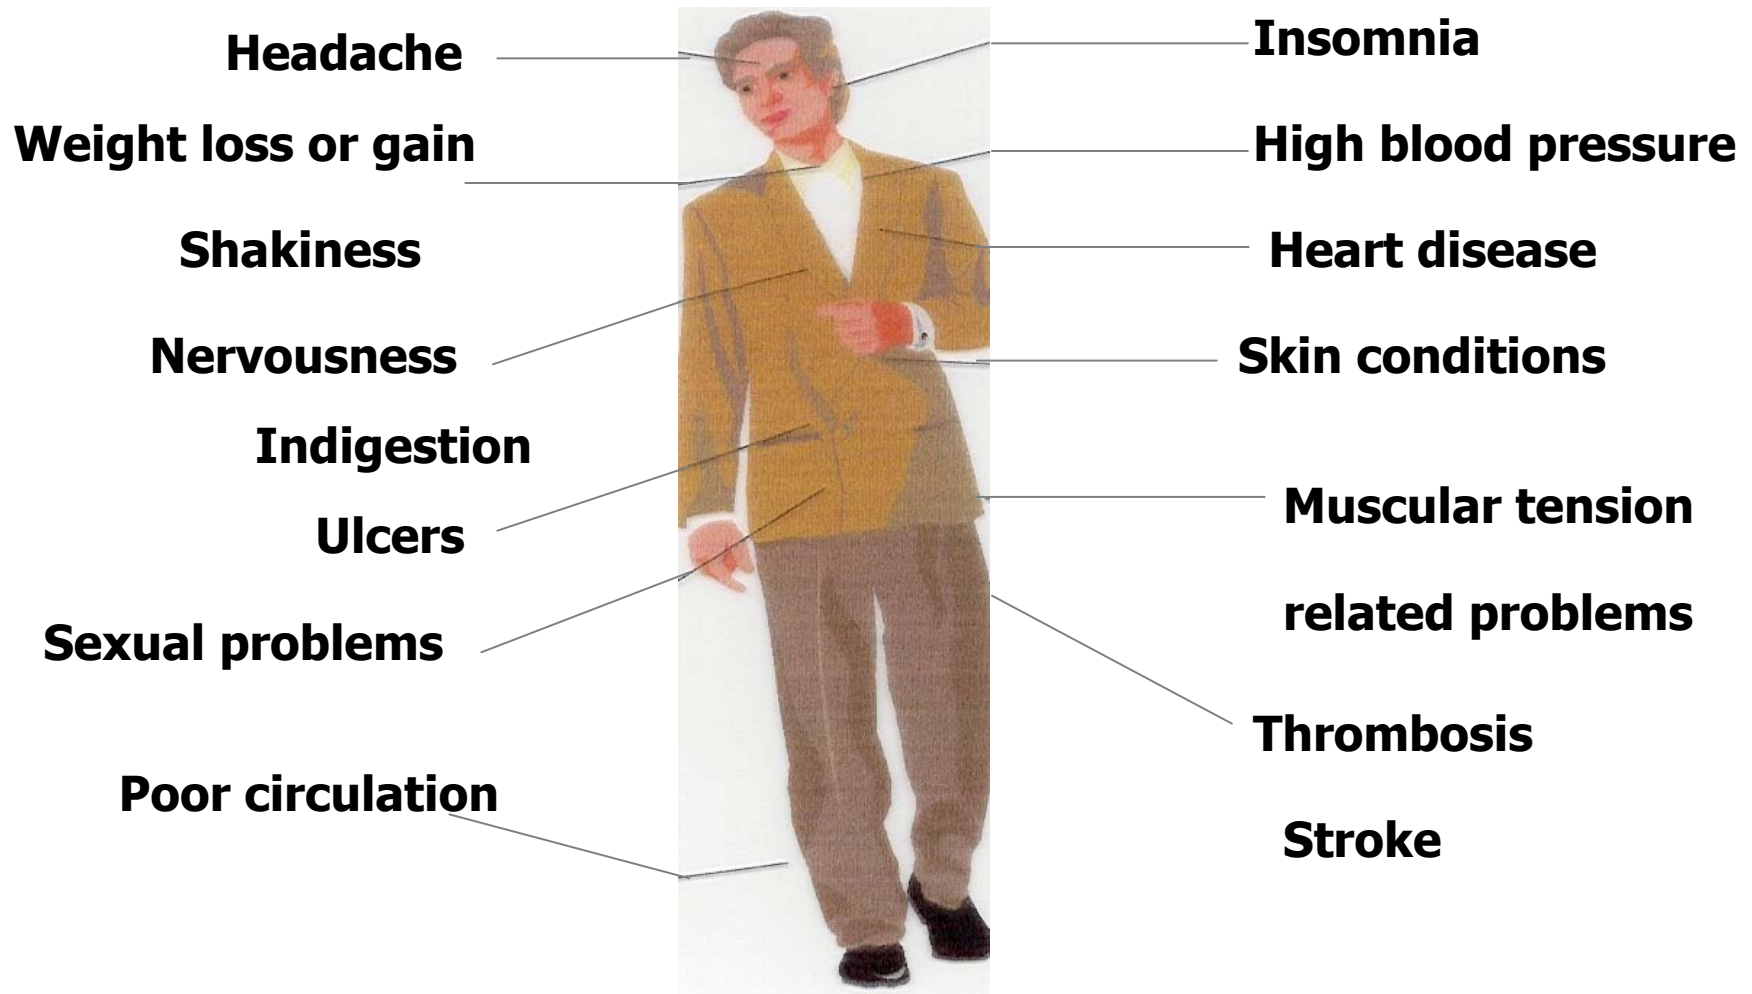 Headache
Weight loss or gain
Shakiness
Nervousness
Indigestion
Ulcers
Sexual problems
Poor circulation
Insomnia
High blood pressure
Heart disease
Skin conditions
Muscular tension
related problems
Thrombosis
Stroke